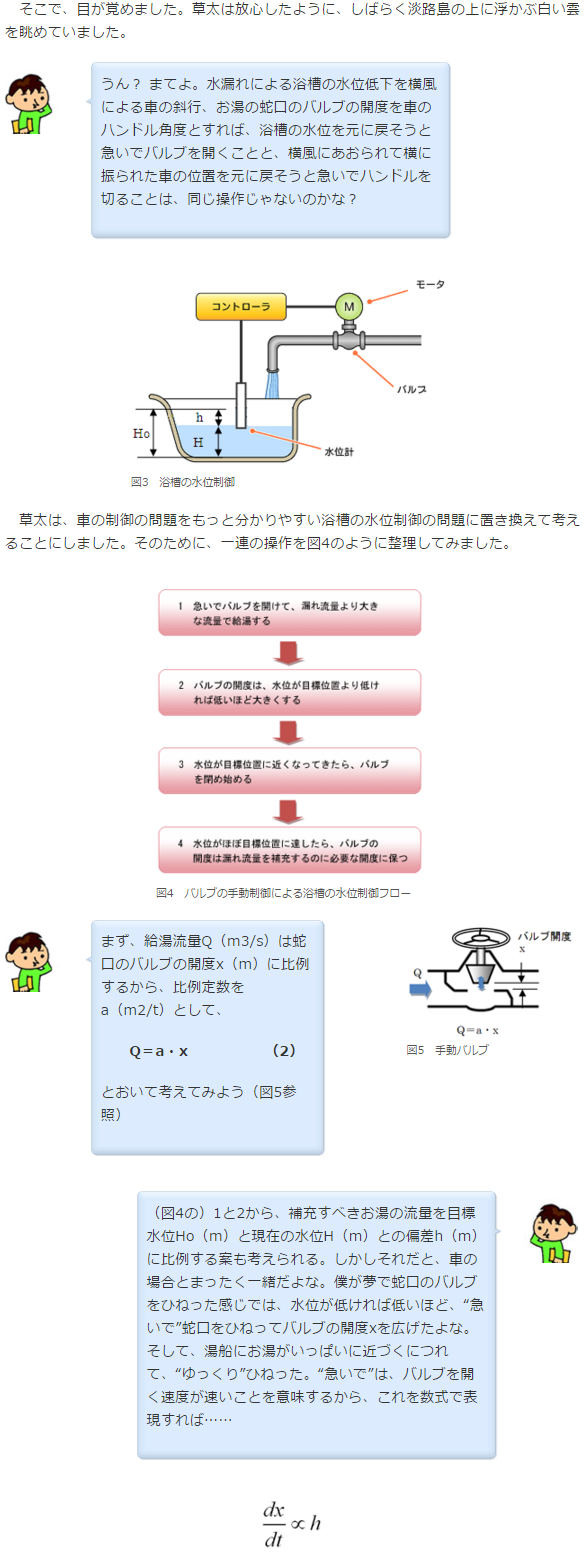 そこで、目が覚めました。草太は放心したように、しばらく淡路島の上に浮かぶ白い雲
を眺めていました。
うん？ まてよ。水漏れによる浴槽の水位低下を横風
による車の斜行、お湯の蛇口のバルブの開度を車の
ハンドル角度とすれば、浴槽の水位を元に戻そうと
急いでバルブを開くことと、横風にあおられて横に
振られた車の位置を元に戻そうと急いでハンドルを
切ることは、同じ操作じゃないのかな？
モータ
コントローラ
M
バルブ
h
Ho
H
水位計
図3　浴槽の水位制御
草太は、車の制御の問題をもっと分かりやすい浴槽の水位制御の問題に置き換えて考え
ることにしました。そのために、一連の操作を図4のように整理してみました。
1　急いでバルブを開けて、漏れ流量より大き
な流量で給湯する
2　バルブの開度は、水位が目標位置より低け
れば低いほど大きくする
3　水位が目標位置に近くなってきたら、バルブ
を閉め始める
4　水位がほぼ目標位置に達したら、バルブの
開度は漏れ流量を補充するのに必要な開度に保つ
図4　バルブの手動制御による浴槽の水位制御フロー
まず、給湯流量Q（m3/s）は蛇
口のバルブの開度x（m）に比例
するから、比例定数を
a（m2/t）として、
Q＝a・x （2）
とおいて考えてみよう（図5参
照）
バルブ開度
x
Q
Q＝a・x
図5　手動バルブ
（図4の）1と2から、補充すべきお湯の流量を目標
水位Ho（m）と現在の水位H（m）との偏差h（m）
に比例する案も考えられる。しかしそれだと、車の
場合とまったく一緒だよな。僕が夢で蛇口のバルブ
をひねった感じでは、水位が低ければ低いほど、“急
いで”蛇口をひねってバルブの開度xを広げたよな。
そして、湯船にお湯がいっぱいに近づくにつれ
て、“ゆっくり”ひねった。“急いで”は、バルブを開
く速度が速いことを意味するから、これを数式で表
現すれば……
dx/dt ∝ h